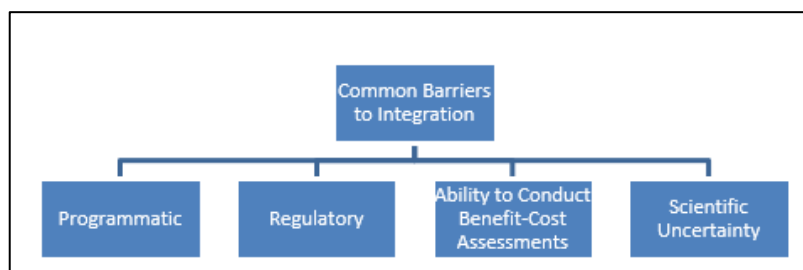 Common Barriers
to Integration
Programmatic
Regulatory
Ability to Conduct
Benefit-Cost
Assessments
Scientific
Uncertainty